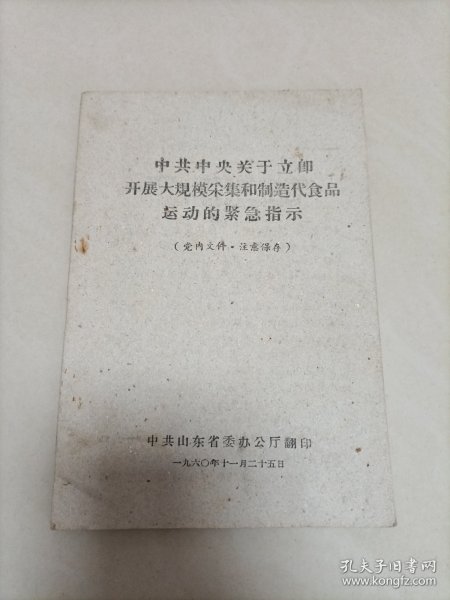 中共中央关于立即
开展大規模采集和制造代食品
运动的紧急指示
（党内文件·注意保存）
中共山东省委办公厅翻印
一九六〇年十一月二十五日
孔夫子旧书网
www.kongfz.com